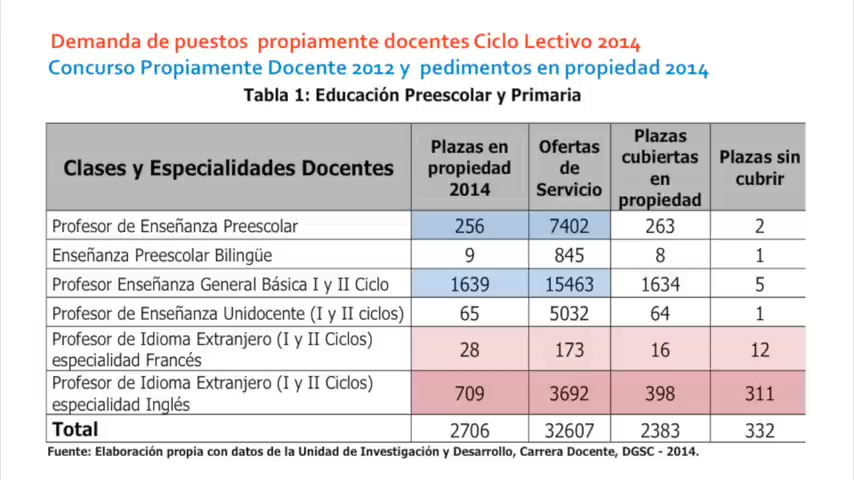 Demanda de puestos propiamente docentes Ciclo Lectivo 2014
Concurso Propiamente Docente 2012 y pedimentos en propiedad 2014
Tabla 1: Educación Preescolar y Primaria
Clases y Especialidades Docentes
Plazas en
propiedad
2014
Ofertas
de
Servicio
Plazas
cubiertas
en
propiedad
Plazas sin
cubrir
Profesor de Enseñanza Preescolar 256 7402 263 2
Enseñanza Preescolar Bilingüe 9 845 8 1
Profesor Enseñanza General Básica I y II Ciclo 1639 15463 1634 5
Profesor de Enseñanza Unidocente (I y II ciclos) 65 5032 64 1
Profesor de Idioma Extranjero (I y II Ciclos)
especialidad Francés 28 173 16 12
Profesor de Idioma Extranjero (I y II Ciclos)
especialidad Inglés 709 3692 398 311
Total 2706 32607 2383 332
Fuente: Elaboración propia con datos de la Unidad de Investigación y Desarrollo, Carrera Docente, DGSC - 2014.